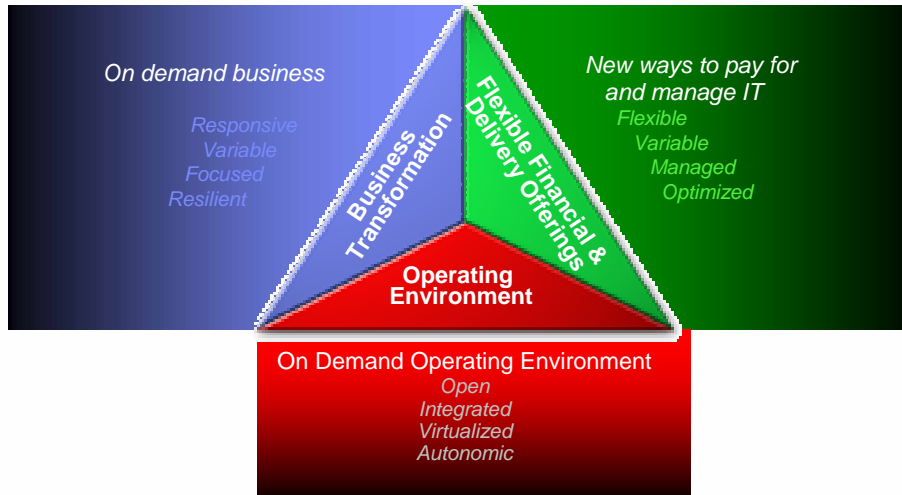 On demand business
Responsive
Variable
Focused
Resilient
Business
Transformation
Flexible Financial &
Delivery Offerings
New ways to pay for
and manage IT
Flexible
Variable
Managed
Optimized
Operating
Environment
On Demand Operating Environment
Open
Integrated
Virtualized
Autonomic